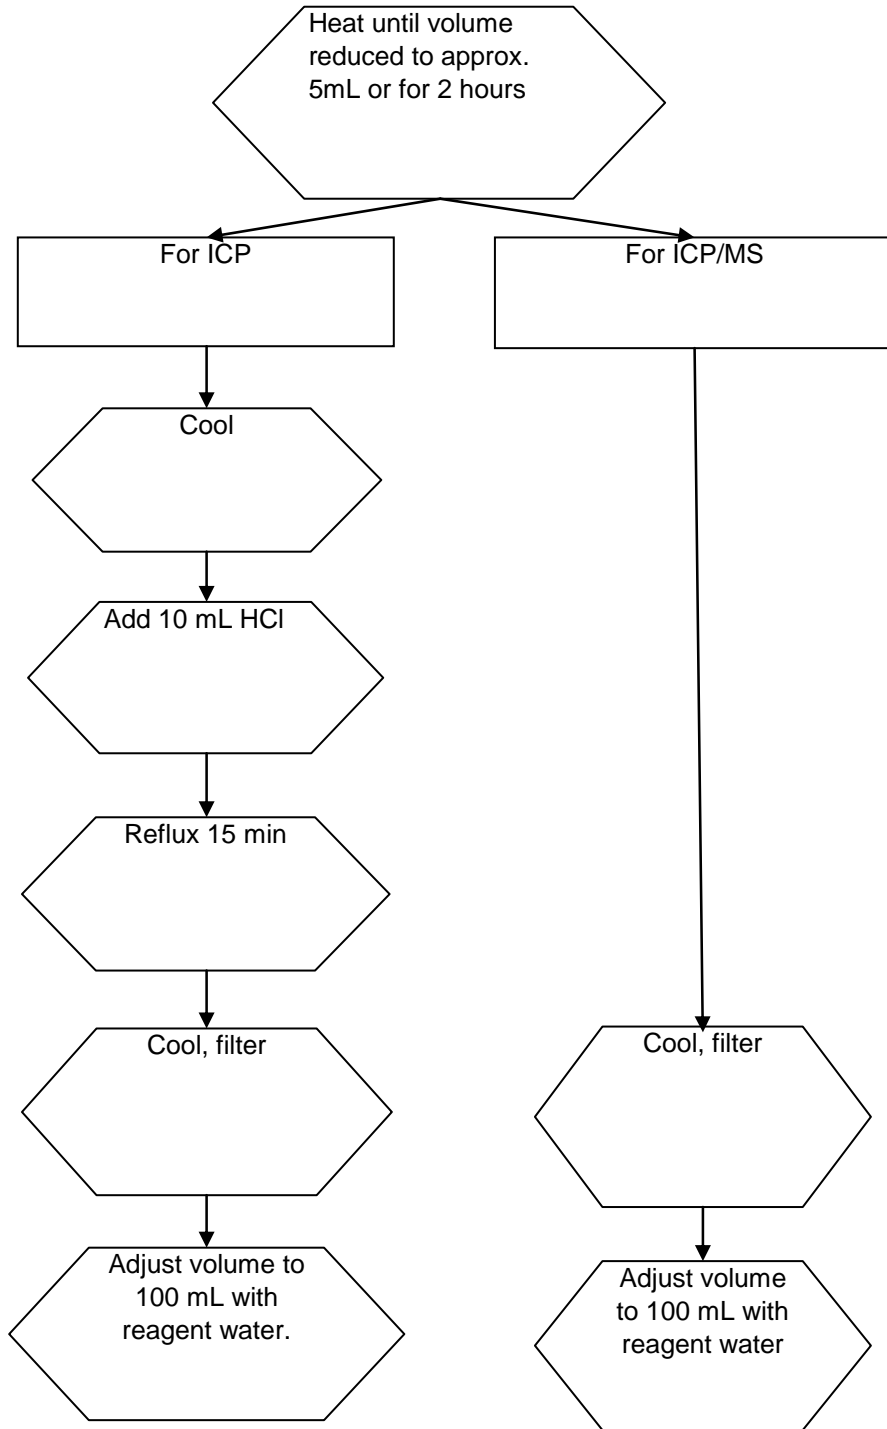 Heat until volume
reduced to approx.
5mL or for 2 hours
For ICP
For ICP/MS
Cool
Add 10 mL HCl
Reflux 15 min
Cool, filter
Cool, filter
Adjust volume to
100 mL with
reagent water.
Adjust volume
to 100 mL with
reagent water